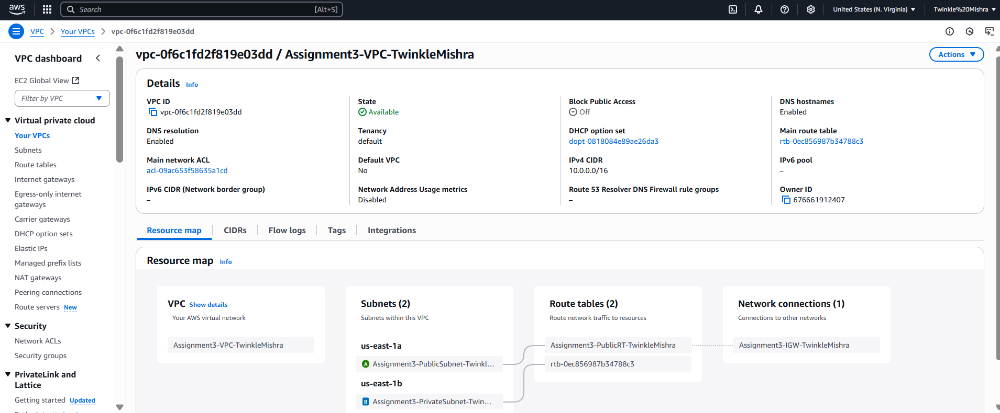 aws
Search [Alt+S]
United States (N. Virginia)
Twinkle%20Mishra
VPC > Your VPCs > vpc-0f6c1fd2f819e03dd
VPC dashboard
EC2 Global View
Filter by VPC
Virtual private cloud
Your VPCs
Subnets
Route tables
Internet gateways
Egress-only internet
gateways
Carrier gateways
DHCP option sets
Elastic IPs
Managed prefix lists
NAT gateways
Peering connections
Route servers New
Security
Network ACLs
Security groups
PrivateLink and
Lattice
Getting started Updated
vpc-0f6c1fd2f819e03dd / Assignment3-VPC-TwinkleMishra
Actions
Details Info
VPC ID
vpc-0f6c1fd2f819e03dd
State
Available
Block Public Access
Off
DNS hostnames
Enabled
DNS resolution
Enabled
Tenancy
default
DHCP option set
dopt-0818084e89ae26da3
Main route table
rtb-0ec856987b34788c3
Main network ACL
acl-09ac653f58635a1cd
Default VPC
No
IPv4 CIDR
10.0.0.0/16
IPv6 pool
–
IPv6 CIDR (Network border group)
–
Network Address Usage metrics
Disabled
Route 53 Resolver DNS Firewall rule groups
–
Owner ID
676661912407
Resource map
CIDRs
Flow logs
Tags
Integrations
Resource map Info
VPC Show details
Your AWS virtual network
Assignment3-VPC-TwinkleMishra
Subnets (2)
Subnets within this VPC
us-east-1a
A Assignment3-PublicSubnet-Twinkl...
us-east-1b
B Assignment3-PrivateSubnet-Twin...
Route tables (2)
Route network traffic to resources
Assignment3-PublicRT-TwinkleMishra
rtb-0ec856987b34788c3
Network connections (1)
Connections to other networks
Assignment3-IGW-TwinkleMishra